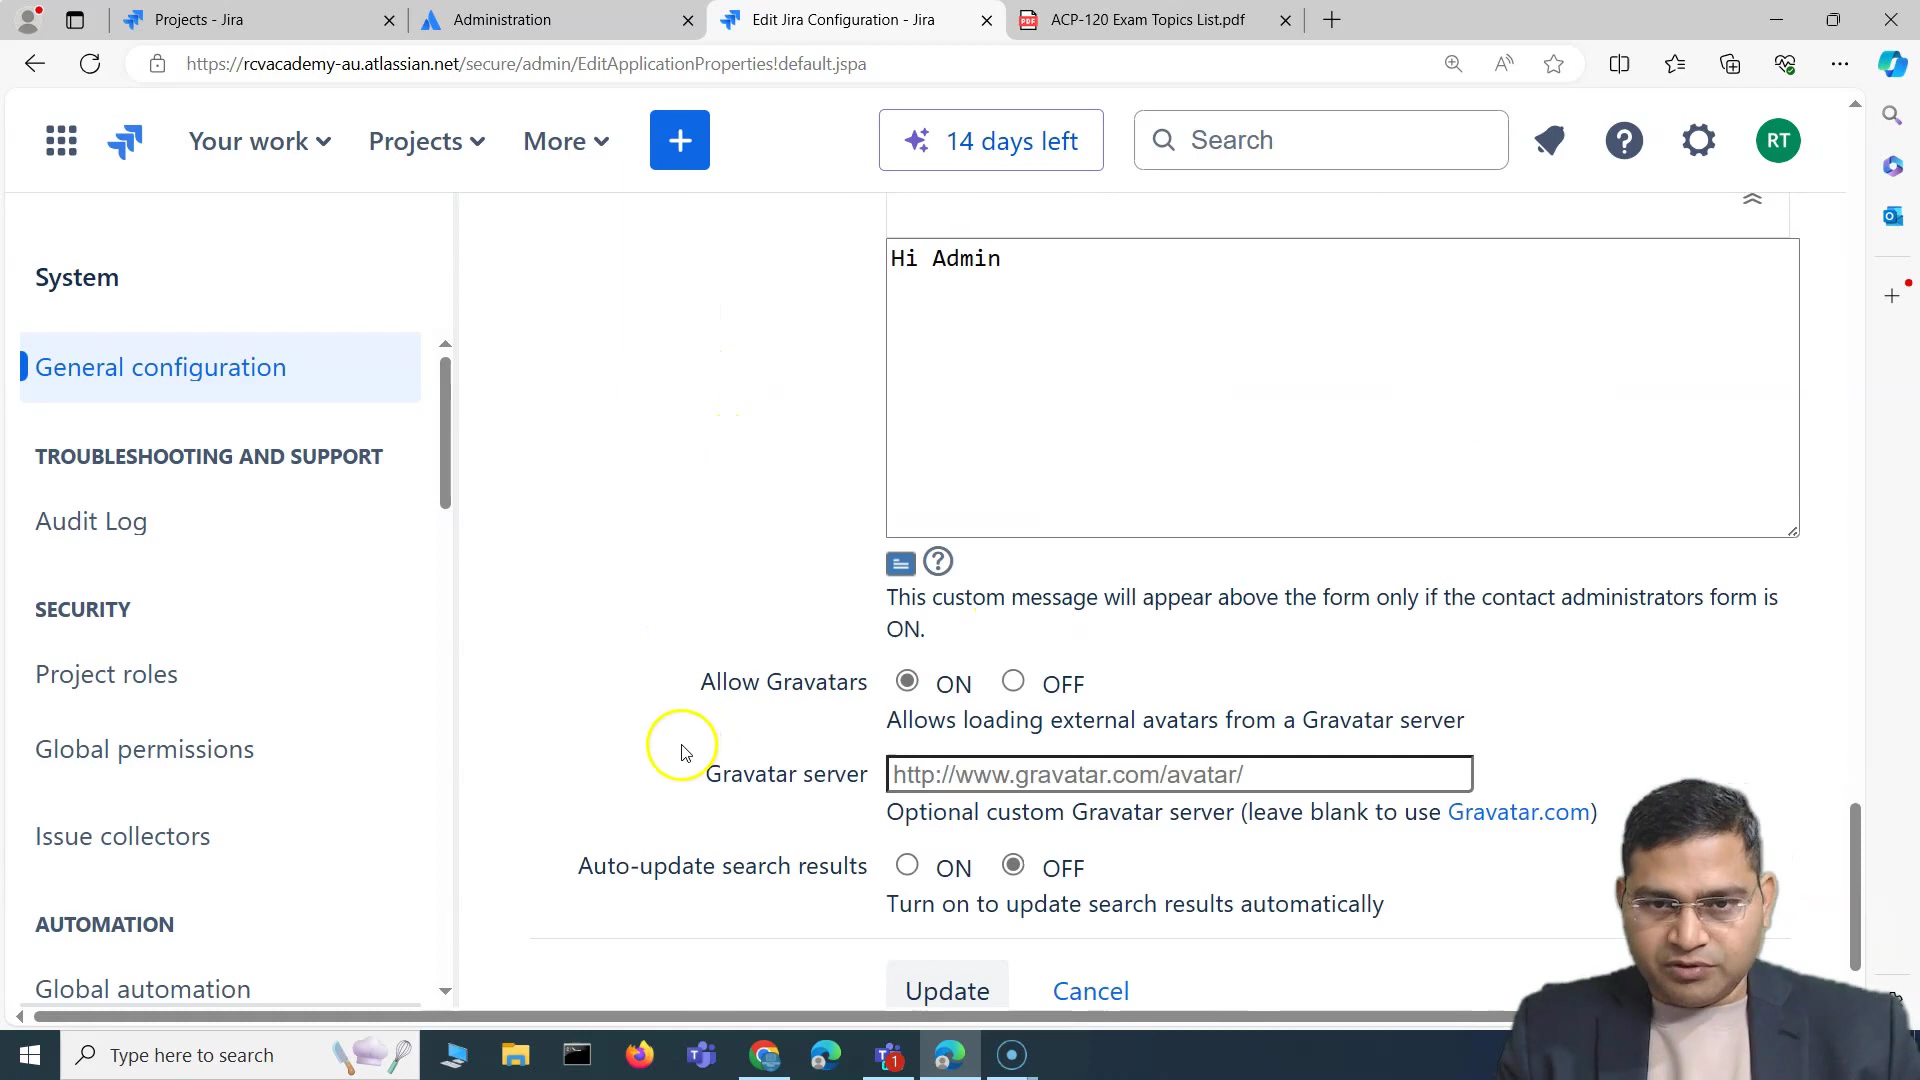 Projects - Jira
Administration
Edit Jira Configuration - Jira
ACP-120 Exam Topics List.pdf
https://rcvacademy-au.atlassian.net/secure/admin/EditApplicationProperties!default.jspa
Your work
Projects
More
14 days left
Search
RT
System
General configuration
TROUBLESHOOTING AND SUPPORT
Audit Log
SECURITY
Project roles
Global permissions
Issue collectors
AUTOMATION
Global automation
Hi Admin
This custom message will appear above the form only if the contact administrators form is
ON.
Allow Gravatars
ON
OFF
Allows loading external avatars from a Gravatar server
Gravatar server
http://www.gravatar.com/avatar/
Optional custom Gravatar server (leave blank to use Gravatar.com)
Auto-update search results
ON
OFF
Turn on to update search results automatically
Update
Cancel
Type here to search
1